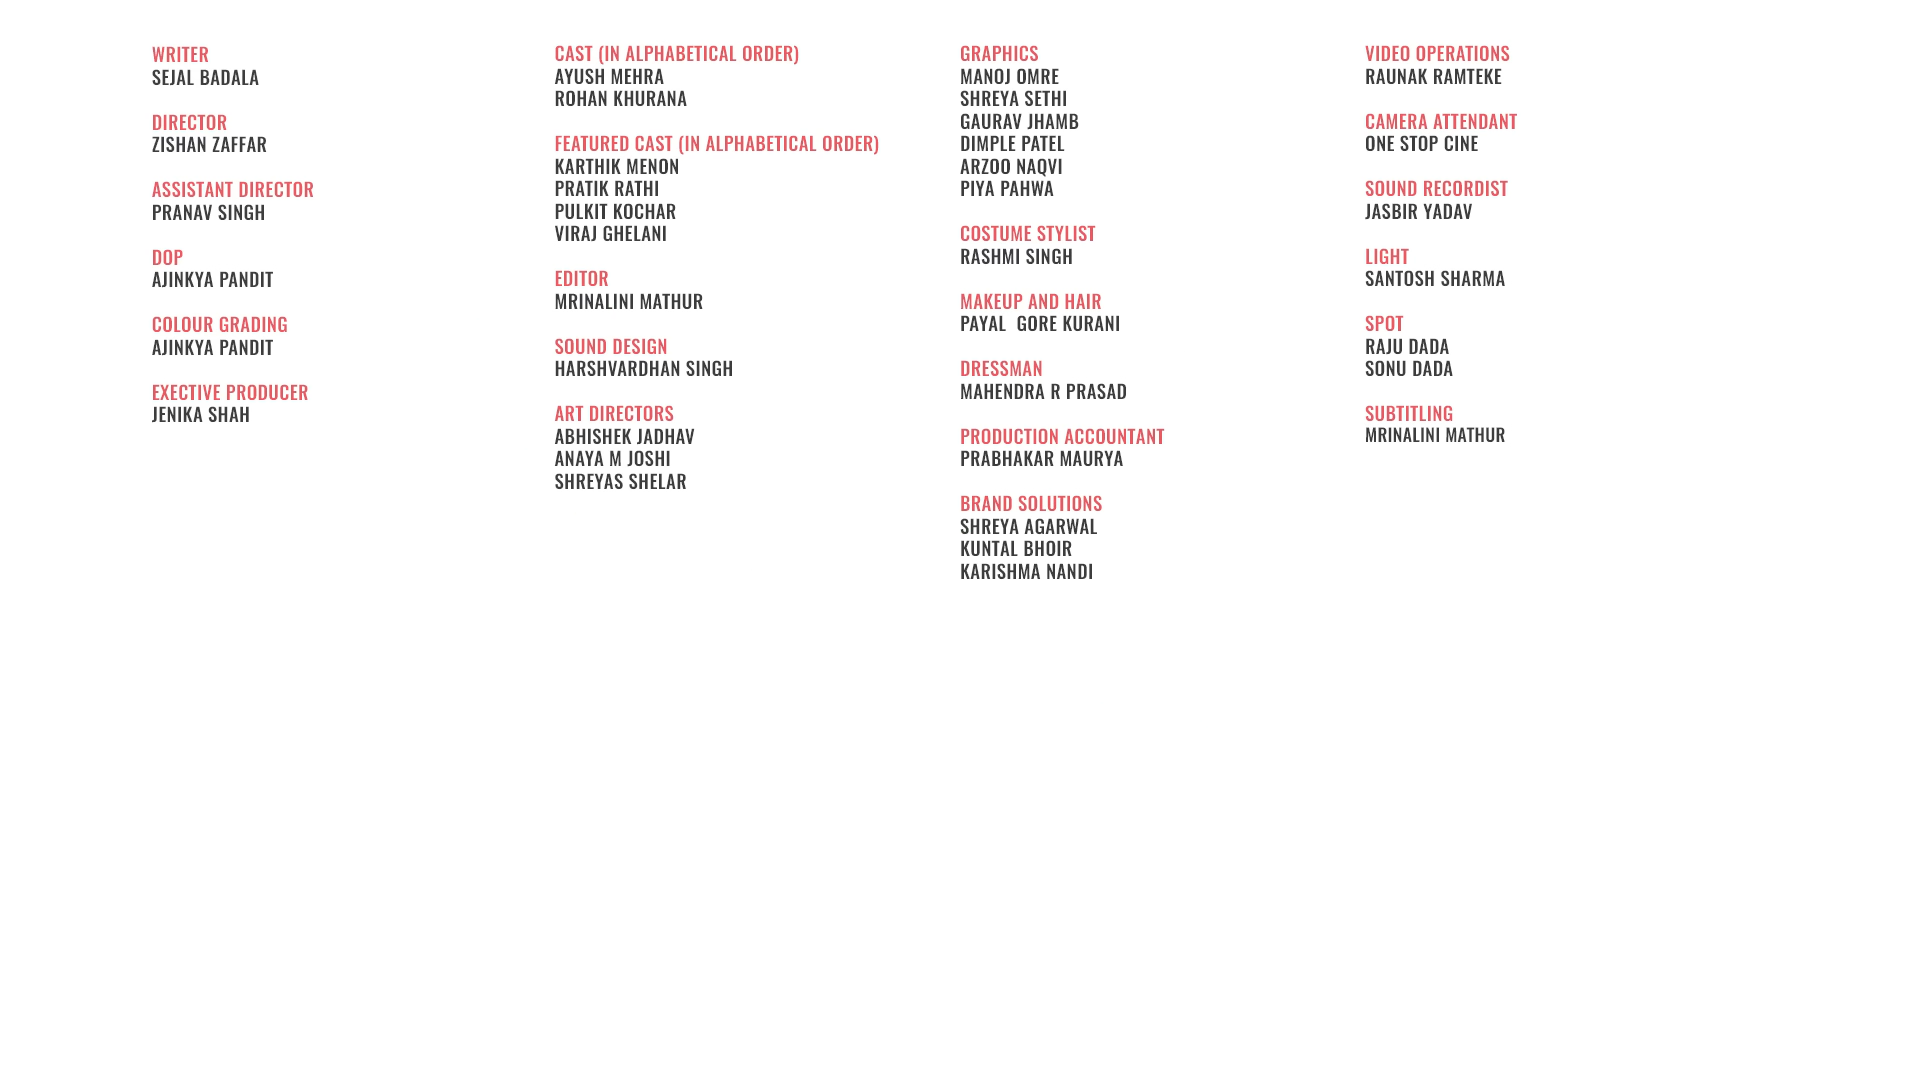 WRITER
SEJAL BADALA
DIRECTOR
ZISHAN ZAFFAR
ASSISTANT DIRECTOR
PRANAV SINGH
DOP
AJINKYA PANDIT
COLOUR GRADING
AJINKYA PANDIT
EXECTIVE PRODUCER
JENIKA SHAH
CAST (IN ALPHABETICAL ORDER)
AYUSH MEHRA
ROHAN KHURANA
FEATURED CAST (IN ALPHABETICAL ORDER)
KARTHIK MENON
PRATIK RATHI
PULKIT KOCHAR
VIRAJ GHELANI
EDITOR
MRINALINI MATHUR
SOUND DESIGN
HARSHVARDHAN SINGH
ART DIRECTORS
ABHISHEK JADHAV
ANAYA M JOSHI
SHREYAS SHELAR
GRAPHICS
MANOJ OMRE
SHREYA SETHI
GAURAV JHAMB
DIMPLE PATEL
ARZOO NAQVI
PIYA PAHWA
COSTUME STYLIST
RASHMI SINGH
MAKEUP AND HAIR
PAYAL  GORE KURANI
DRESSMAN
MAHENDRA R PRASAD
PRODUCTION ACCOUNTANT
PRABHAKAR MAURYA
BRAND SOLUTIONS
SHREYA AGARWAL
KUNTAL BHOIR
KARISHMA NANDI
VIDEO OPERATIONS
RAUNAK RAMTEKE
CAMERA ATTENDANT
ONE STOP CINE
SOUND RECORDIST
JASBIR YADAV
LIGHT
SANTOSH SHARMA
SPOT
RAJU DADA
SONU DADA
SUBTITLING
MRINALINI MATHUR